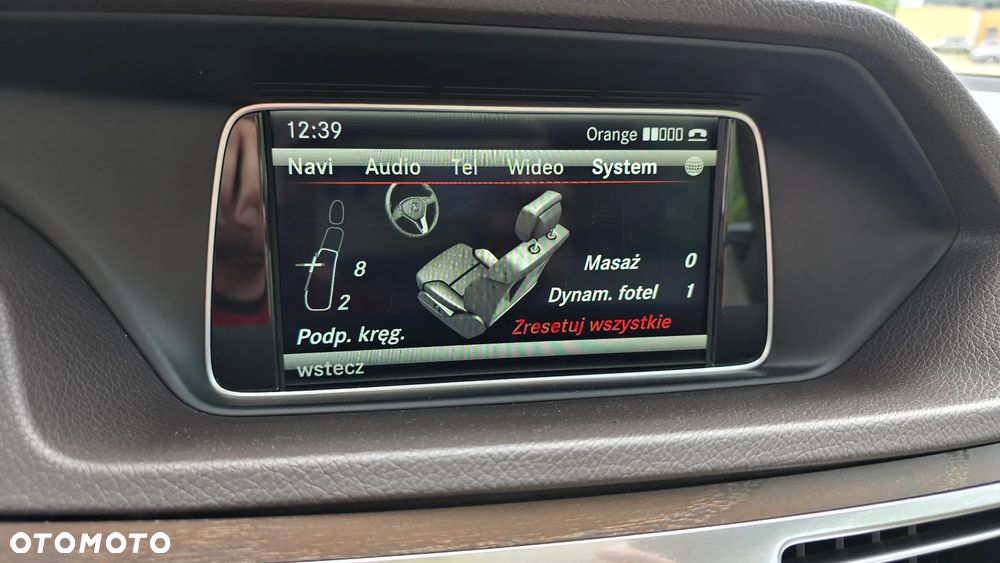 12:39 Orange
Navi Audio Tel Wideo System
8
2
Masaż 0
Dynam. fotel 1
Podp. kręg.
Zresetuj wszystkie
wstecz
OTOMOTO